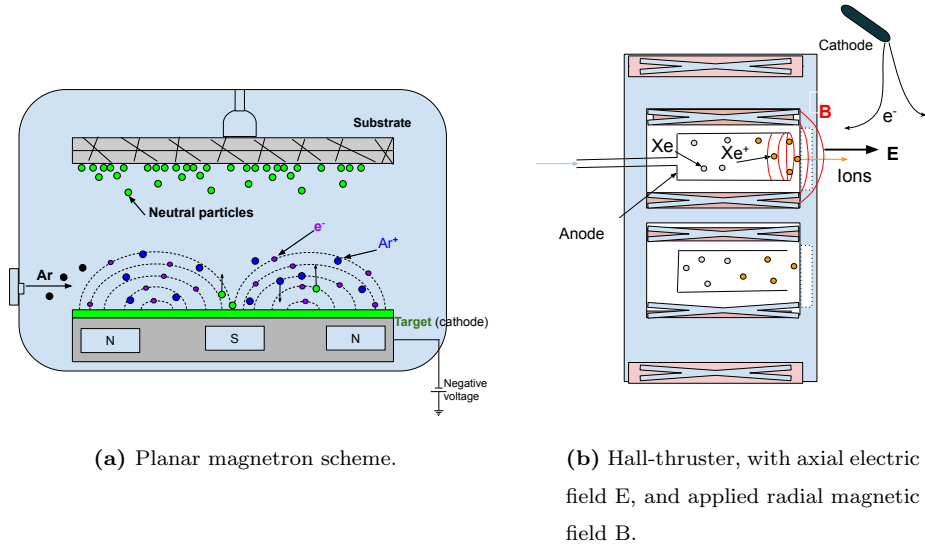 Substrate
Neutral particles
e-
Ar+
Ar
Target (cathode)
N
S
N
Negative
voltage
Cathode
B
e-
Xe
Xe+
E
Ions
Anode
(a) Planar magnetron scheme.
(b) Hall-thruster, with axial electric
field E, and applied radial magnetic
field B.